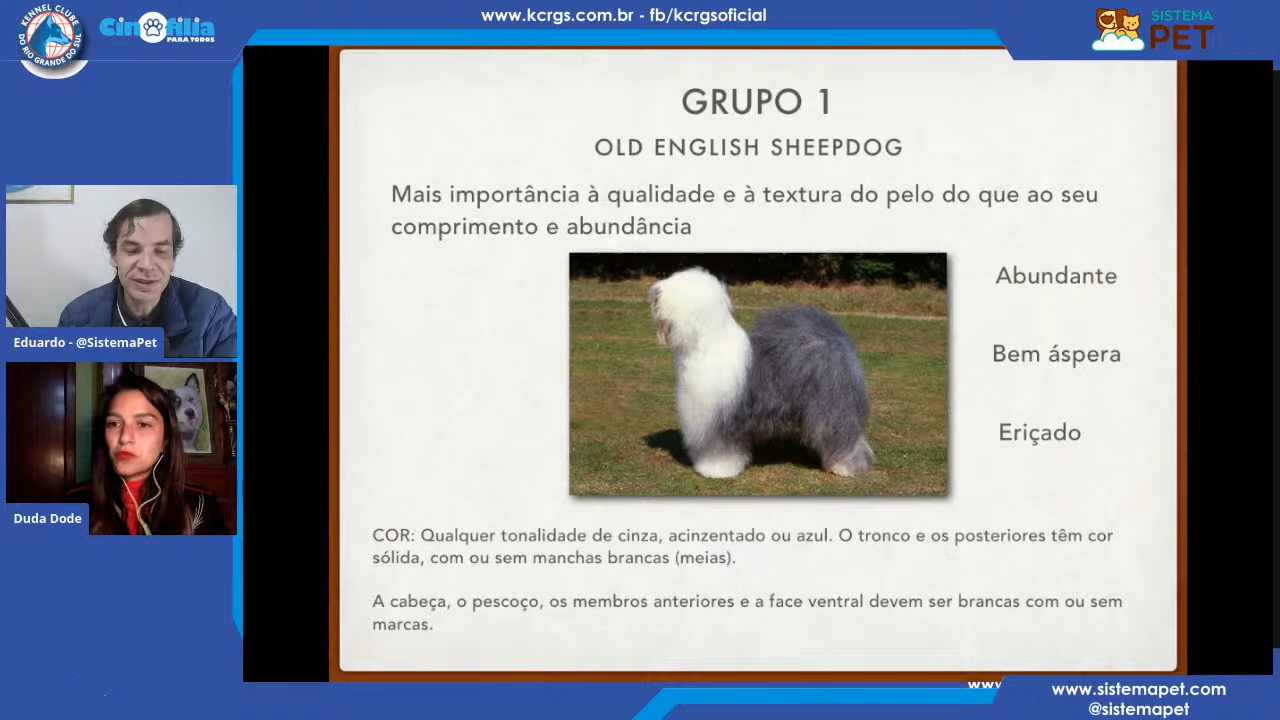 www.kcrgs.com.br - fb/kcrgsoficial
KENNEL CLUBE
DO RIO GRANDE DO SUL
Cinofilia
PARA TODOS
SISTEMA
PET
GRUPO 1
OLD ENGLISH SHEEPDOG
Mais importância à qualidade e à textura do pelo do que ao seu
comprimento e abundância
Abundante
Bem áspera
Eriçado
Eduardo - @SistemaPet
Duda Dode
COR: Qualquer tonalidade de cinza, acinzentado ou azul. O tronco e os posteriores têm cor
sólida, com ou sem manchas brancas (meias).
A cabeça, o pescoço, os membros anteriores e a face ventral devem ser brancas com ou sem
marcas.
www
www.sistemapet.com
@sistemapet